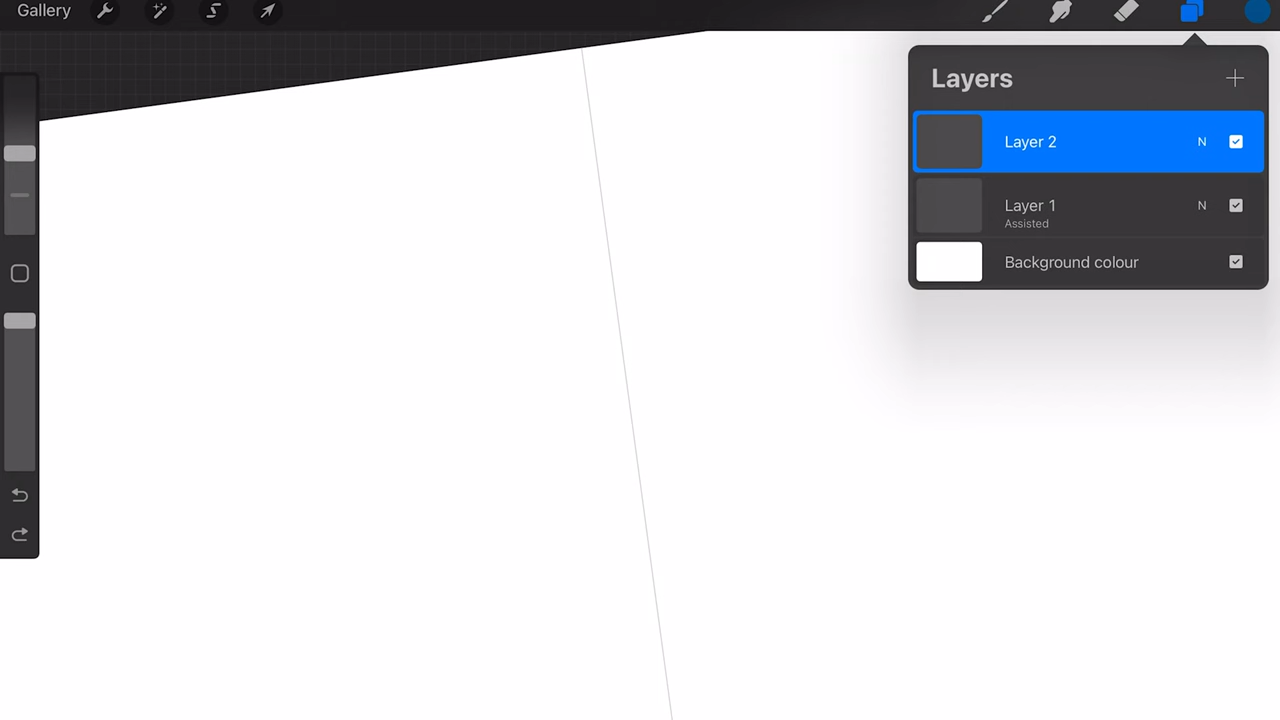 Gallery
Layers
Layer 2 N
Layer 1 N
Assisted
Background colour